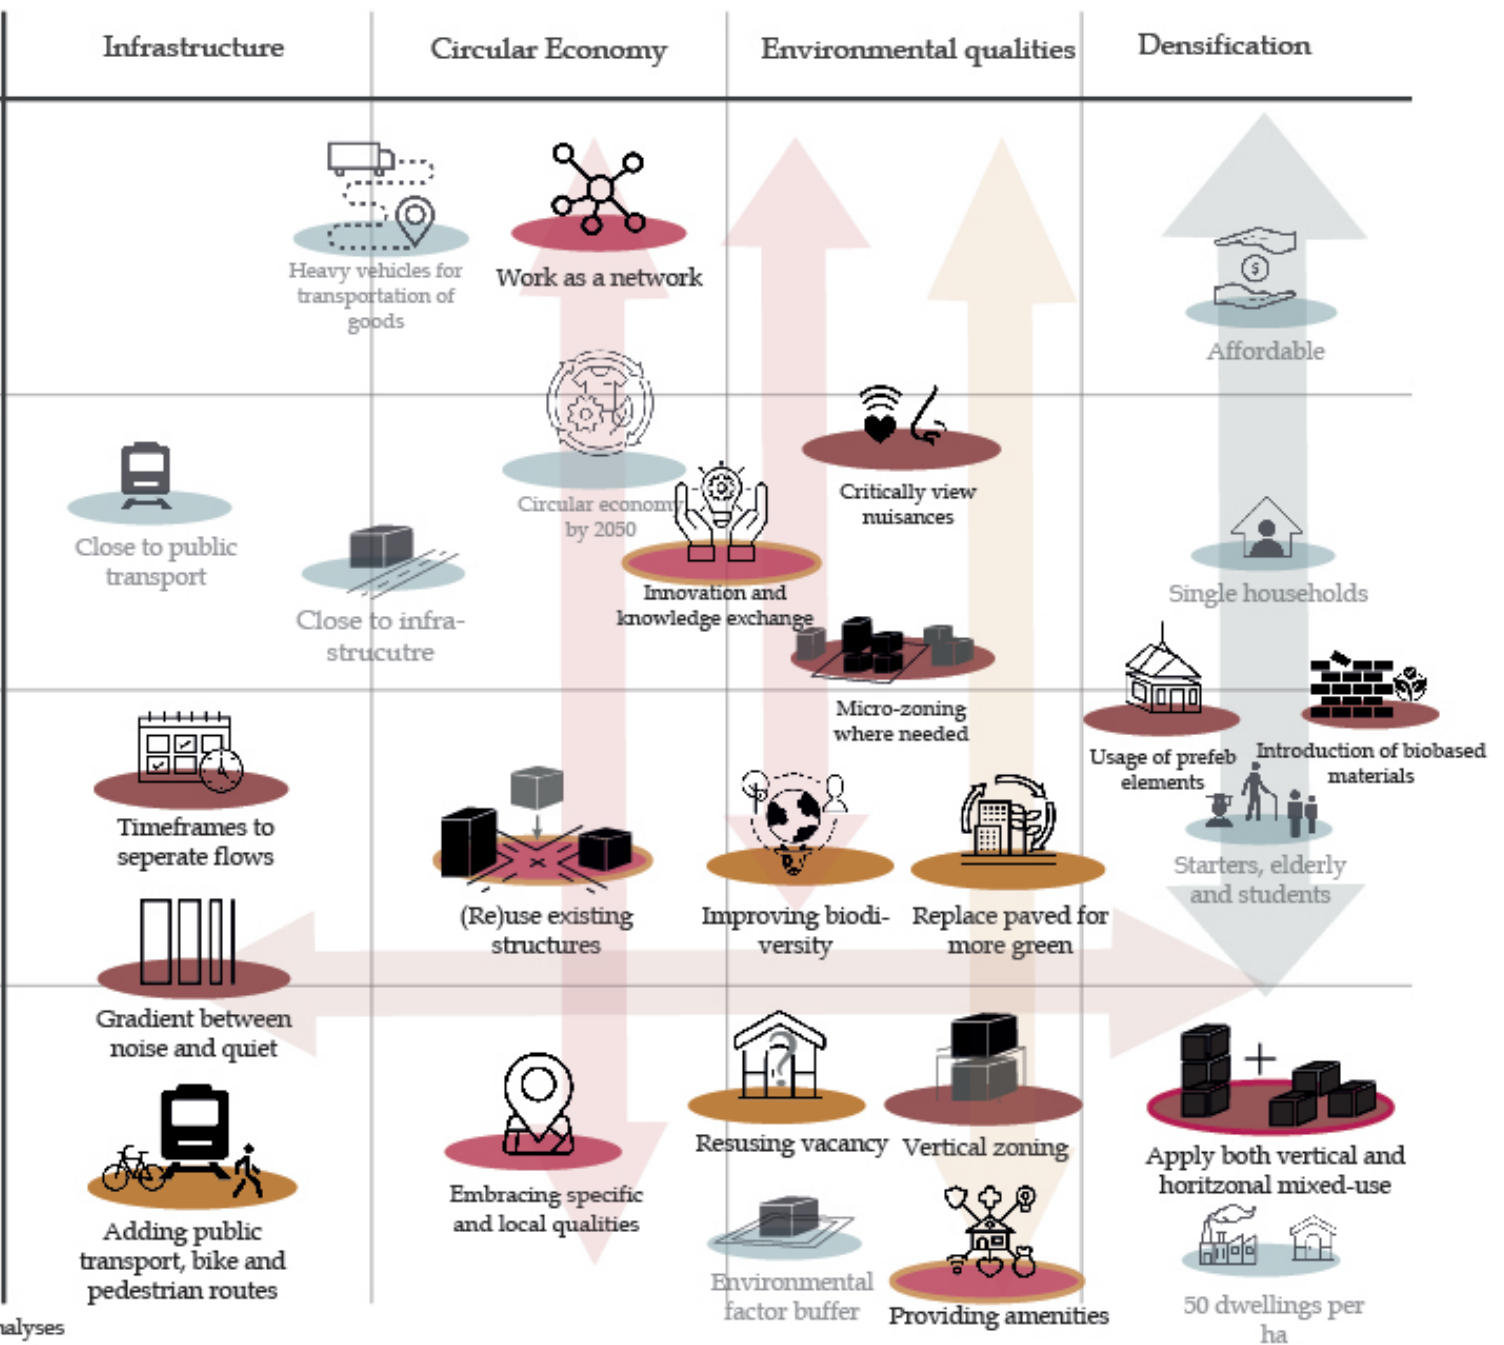 Infrastructure
Circular Economy
Environmental qualities
Densification
Heavy vehicles for
transportation of
goods
Work as a network
$
Affordable
Circular economy
by 2050
Critically view
nuisances
Close to public
transport
Close to infra-
strucutre
Innovation and
knowledge exchange
Single households
Micro-zoning
where needed
Usage of prefeb
elements
Introduction of biobased
materials
Timeframes to
seperate flows
(Re)use existing
structures
Improving biodi-
versity
Replace paved for
more green
Starters, elderly
and students
Gradient between
noise and quiet
?
Resusing vacancy
Vertical zoning
+
Apply both vertical and
horitzonal mixed-use
Adding public
transport, bike and
pedestrian routes
Embracing specific
and local qualities
Environmental
factor buffer
Providing amenities
50 dwellings per
ha
nalyses